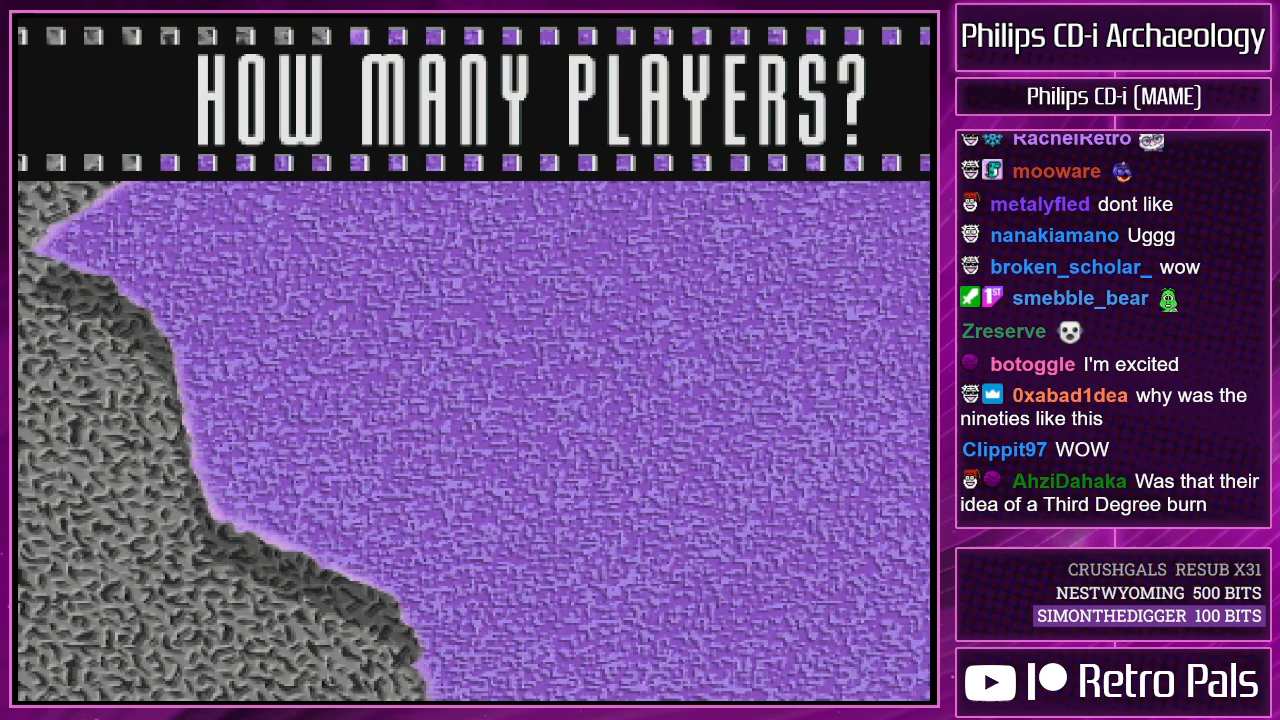 HOW MANY PLAYERS?
Philips CD-i Archaeology
Philips CD-i [MAME]
RachelRetro
mooware
metalyfled dont like
nanakiamano Uggg
broken_scholar_ wow
1ST smebble_bear
Zreserve
botoggle I'm excited
0xabad1dea why was the
nineties like this
Clippit97 WOW
AhziDahaka Was that their
idea of a Third Degree burn
CRUSHGALS RESUB X31
NESTWYOMING 500 BITS
SIMONTHEDIGGER 100 BITS
Retro Pals